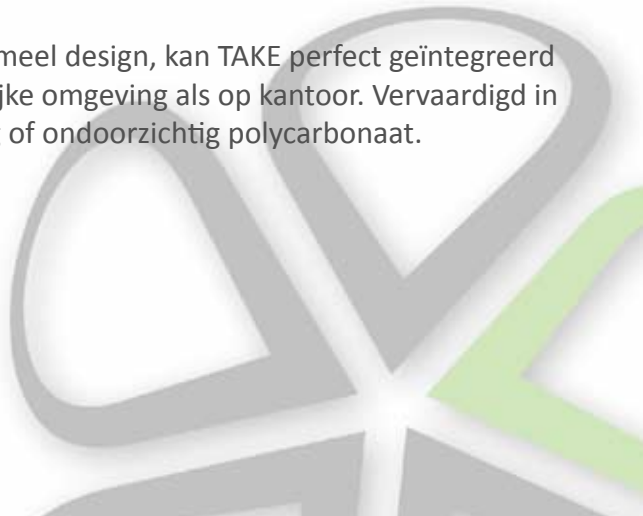 meel design, kan TAKE perfect geïntegreerd
jke omgeving als op kantoor. Vervaardigd in
of ondoorzichtig polycarbonaat.